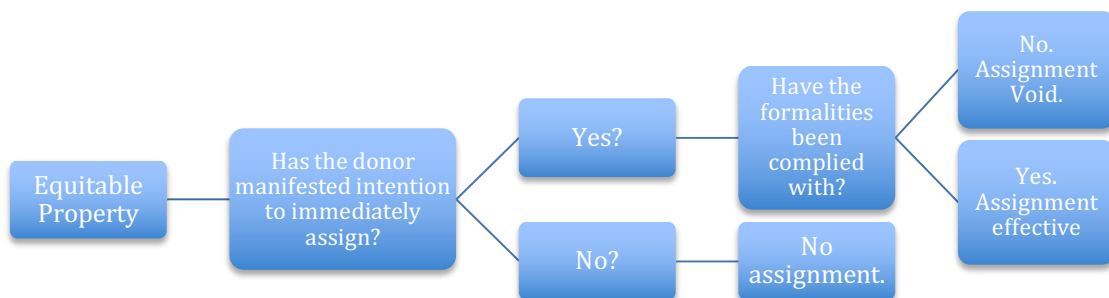 Equitable
Property
Has the donor
manifested intention
to immediately
assign?
Yes?
No?
Have the
formalities
been
complied
with?
No
assignment.
No.
Assignment
Void.
Yes.
Assignment
effective